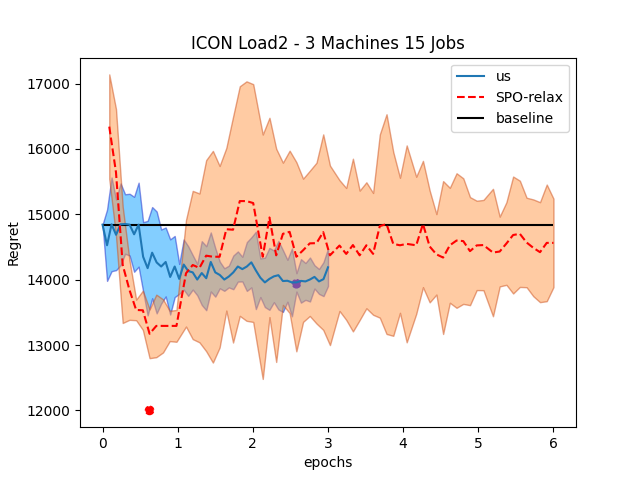 ICON Load2 - 3 Machines 15 Jobs
us
SPO-relax
baseline
Regret
17000
16000
15000
14000
13000
12000
0 1 2 3 4 5 6
epochs